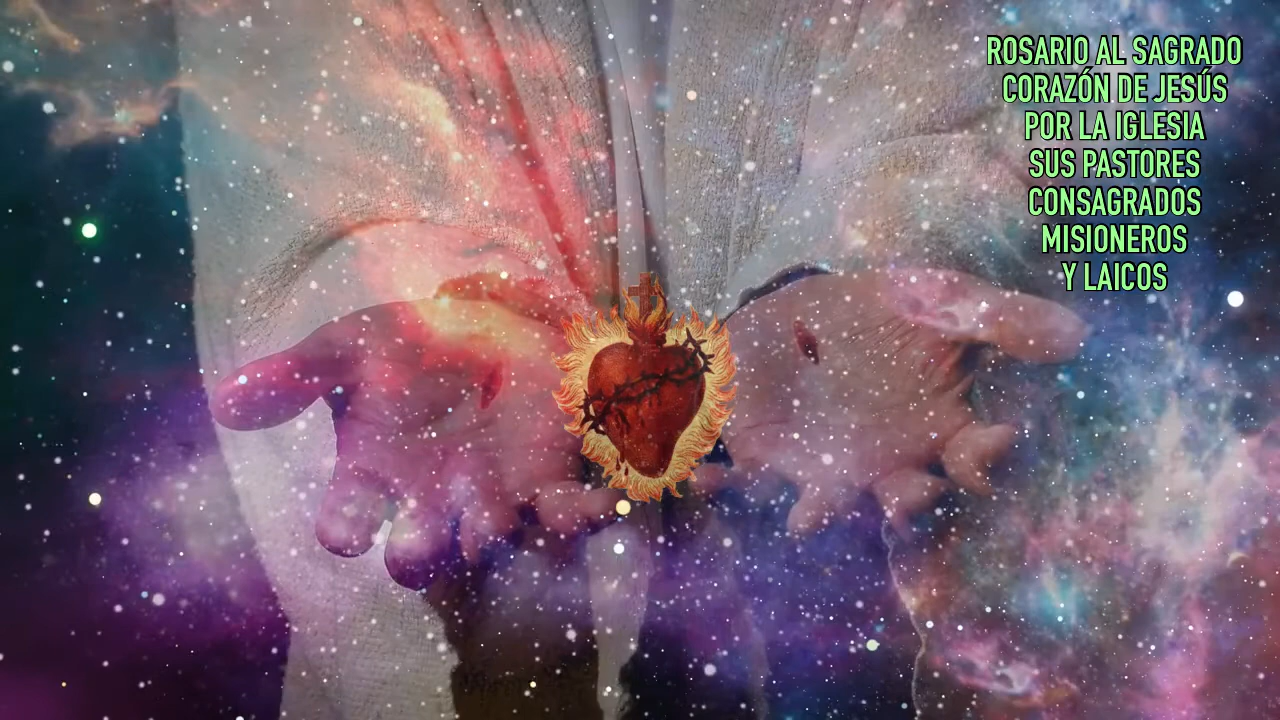 ROSARIO AL SAGRADO
CORAZÓN DE JESÚS
POR LA IGLESIA
SUS PASTORES
CONSAGRADOS
MISIONEROS
Y LAICOS